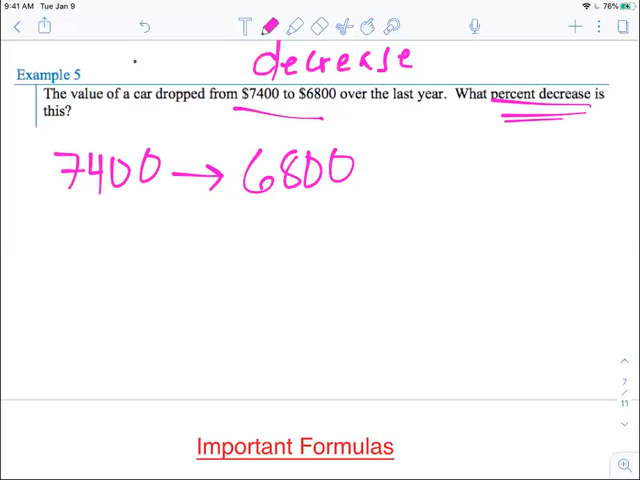 9:41 AM Tue Jan 9
76%
decrease
Example 5
The value of a car dropped from $7400 to $6800 over the last year. What percent decrease is
this?
7400 → 6800
7
/
11
Important Formulas